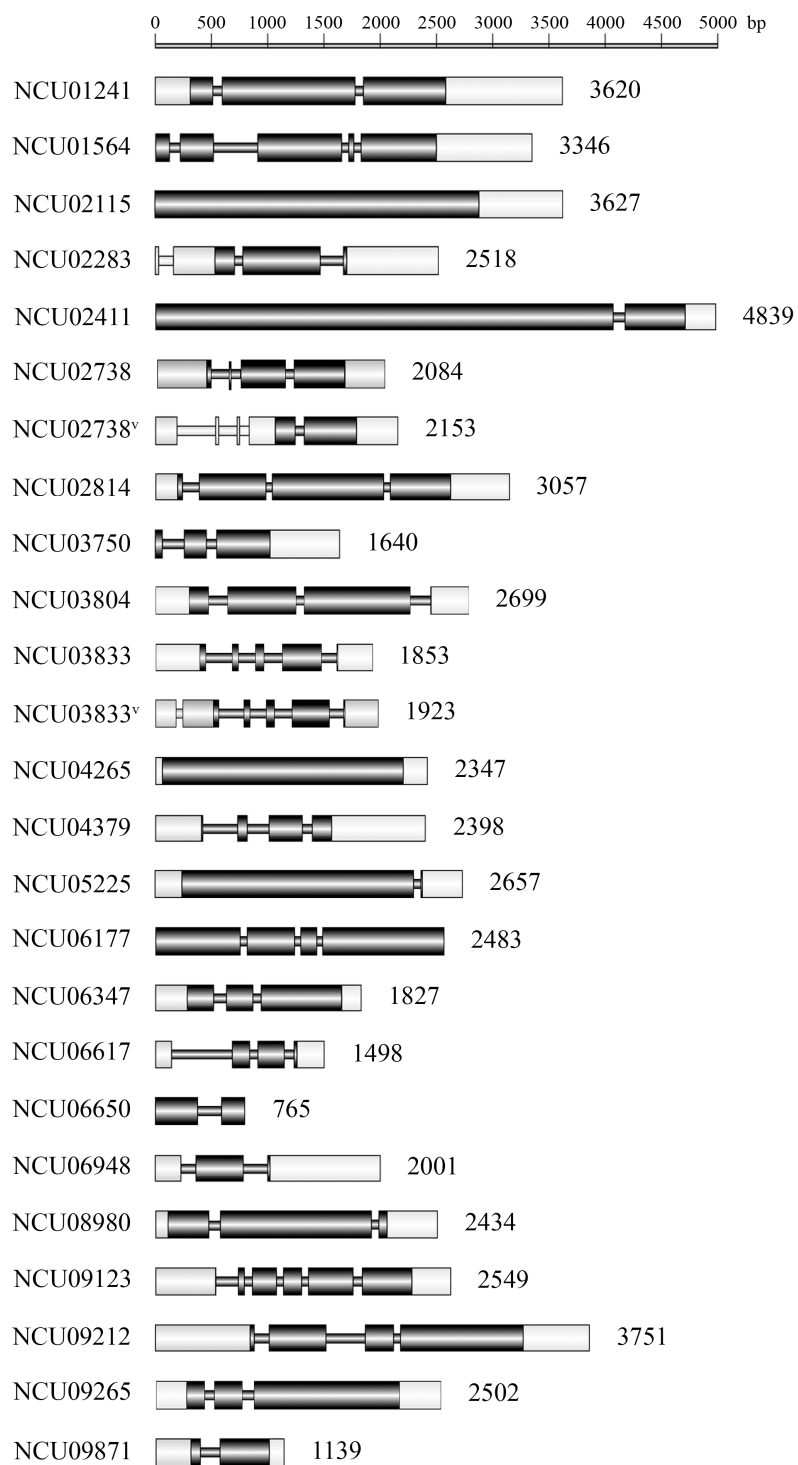 0 500 1000 1500 2000 2500 3000 3500 4000 4500 5000 bp
NCU01241 3620
NCU01564 3346
NCU02115 3627
NCU02283 2518
NCU02411 4839
NCU02738 2084
NCU02738ᵛ 2153
NCU02814 3057
NCU03750 1640
NCU03804 2699
NCU03833 1853
NCU03833ᵛ 1923
NCU04265 2347
NCU04379 2398
NCU05225 2657
NCU06177 2483
NCU06347 1827
NCU06617 1498
NCU06650 765
NCU06948 2001
NCU08980 2434
NCU09123 2549
NCU09212 3751
NCU09265 2502
NCU09871 1139